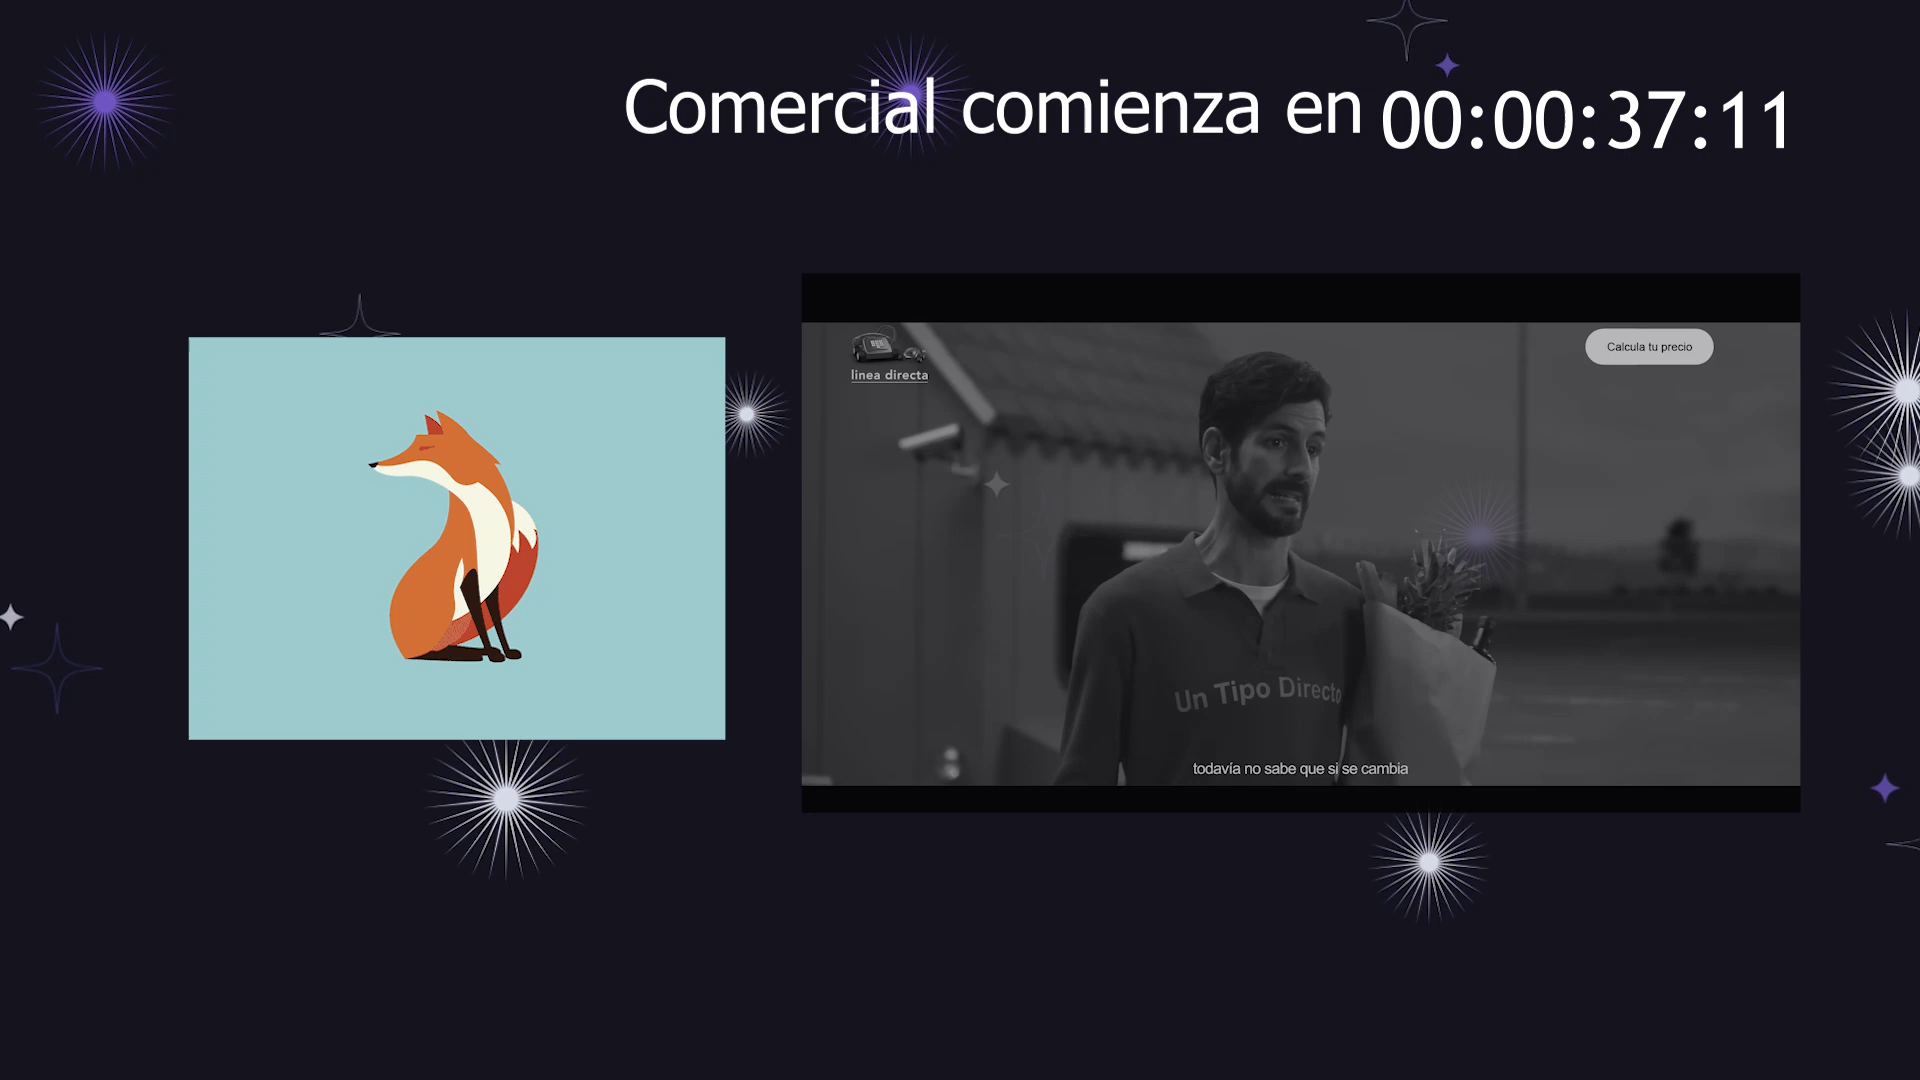 Comercial comienza en 00:00:37:11
linea directa
Calcula tu precio
Un Tipo Directo
todavía no sabe que si se cambia